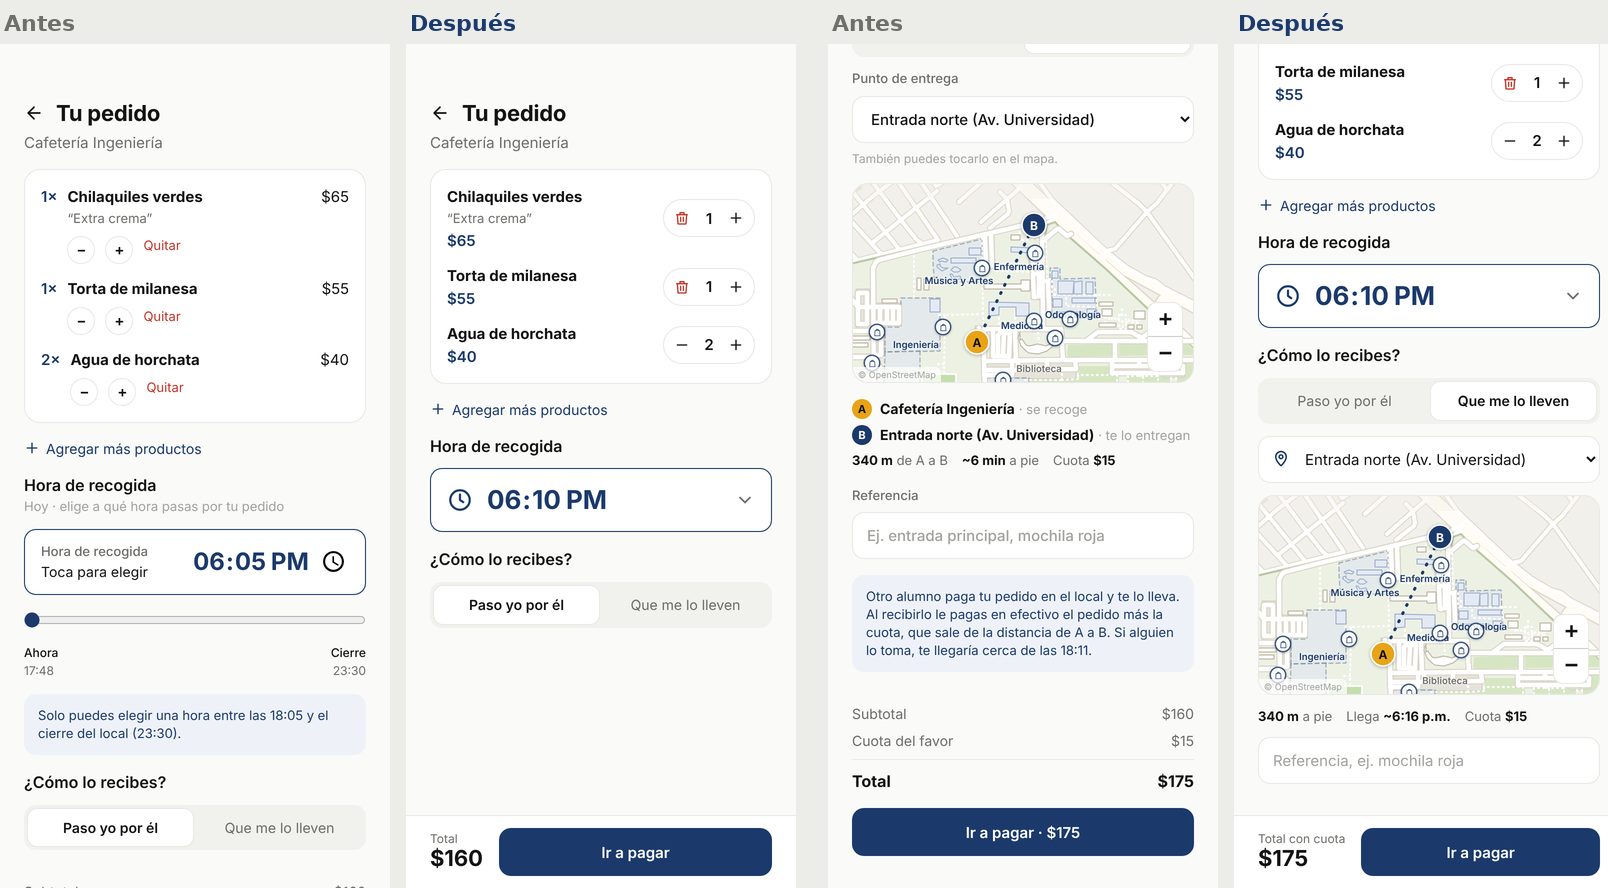 Antes
Tu pedido
Cafetería Ingeniería
1× Chilaquiles verdes $65
“Extra crema”
− + Quitar
1× Torta de milanesa $55
− + Quitar
2× Agua de horchata $40
− + Quitar
+ Agregar más productos
Hora de recogida
Hoy · elige a qué hora pasas por tu pedido
Hora de recogida
Toca para elegir
06:05 PM
Ahora Cierre
17:48 23:30
Solo puedes elegir una hora entre las 18:05 y el
cierre del local (23:30).
¿Cómo lo recibes?
Paso yo por él Que me lo lleven
Después
Tu pedido
Cafetería Ingeniería
Chilaquiles verdes
“Extra crema”
$65
1 +
Torta de milanesa
$55
1 +
Agua de horchata
$40
− 2 +
+ Agregar más productos
Hora de recogida
06:10 PM
¿Cómo lo recibes?
Paso yo por él Que me lo lleven
Total
$160
Ir a pagar
Antes
Punto de entrega
Entrada norte (Av. Universidad)
También puedes tocarlo en el mapa.
B
Enfermería
Música y Artes
Medicina
Odontología
Ingeniería
A
Biblioteca
+
−
© OpenStreetMap
A Cafetería Ingeniería · se recoge
B Entrada norte (Av. Universidad) · te lo entregan
340 m de A a B ~6 min a pie Cuota $15
Referencia
Ej. entrada principal, mochila roja
Otro alumno paga tu pedido en el local y te lo lleva.
Al recibirlo le pagas en efectivo el pedido más la
cuota, que sale de la distancia de A a B. Si alguien
lo toma, te llegaría cerca de las 18:11.
Subtotal $160
Cuota del favor $15
Total $175
Ir a pagar · $175
Después
Torta de milanesa
$55
1 +
Agua de horchata
$40
− 2 +
+ Agregar más productos
Hora de recogida
06:10 PM
¿Cómo lo recibes?
Paso yo por él Que me lo lleven
Entrada norte (Av. Universidad)
B
Enfermería
Música y Artes
Medicina
Odontología
Ingeniería
A
Biblioteca
+
−
© OpenStreetMap
340 m a pie Llega ~6:16 p.m. Cuota $15
Referencia, ej. mochila roja
Total con cuota
$175
Ir a pagar